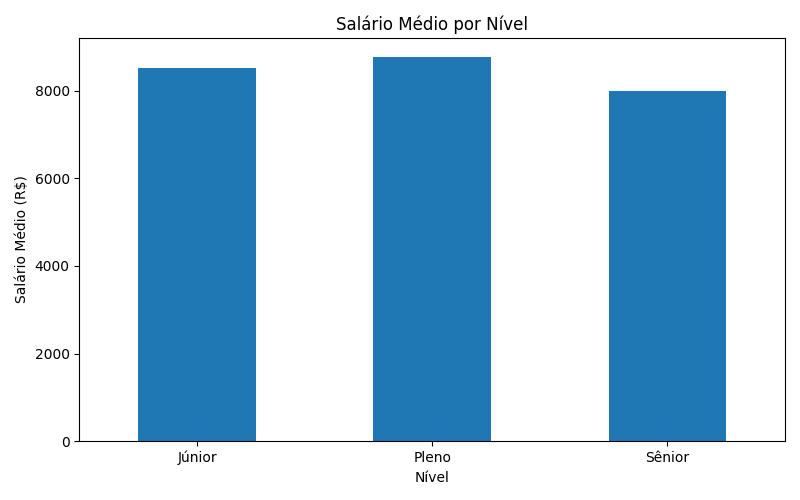 Salário Médio por Nível
Salário Médio (R$)
8000
6000
4000
2000
0
Júnior
Pleno
Sênior
Nível